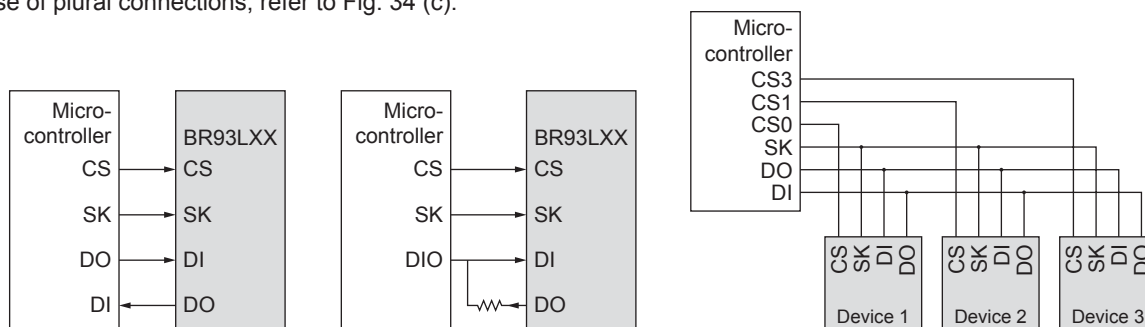 se of plural connections, refer to Fig. 34 (c).
Micro-
controller
CS
SK
DO
DI
BR93LXX
CS
SK
DI
DO
Micro-
controller
CS
SK
DIO
BR93LXX
CS
SK
DI
DO
Micro-
controller
CS3
CS1
CS0
SK
DO
DI
CS
SK
DI
DO
Device 1
CS
SK
DI
DO
Device 2
CS
SK
DI
DO
Device 3